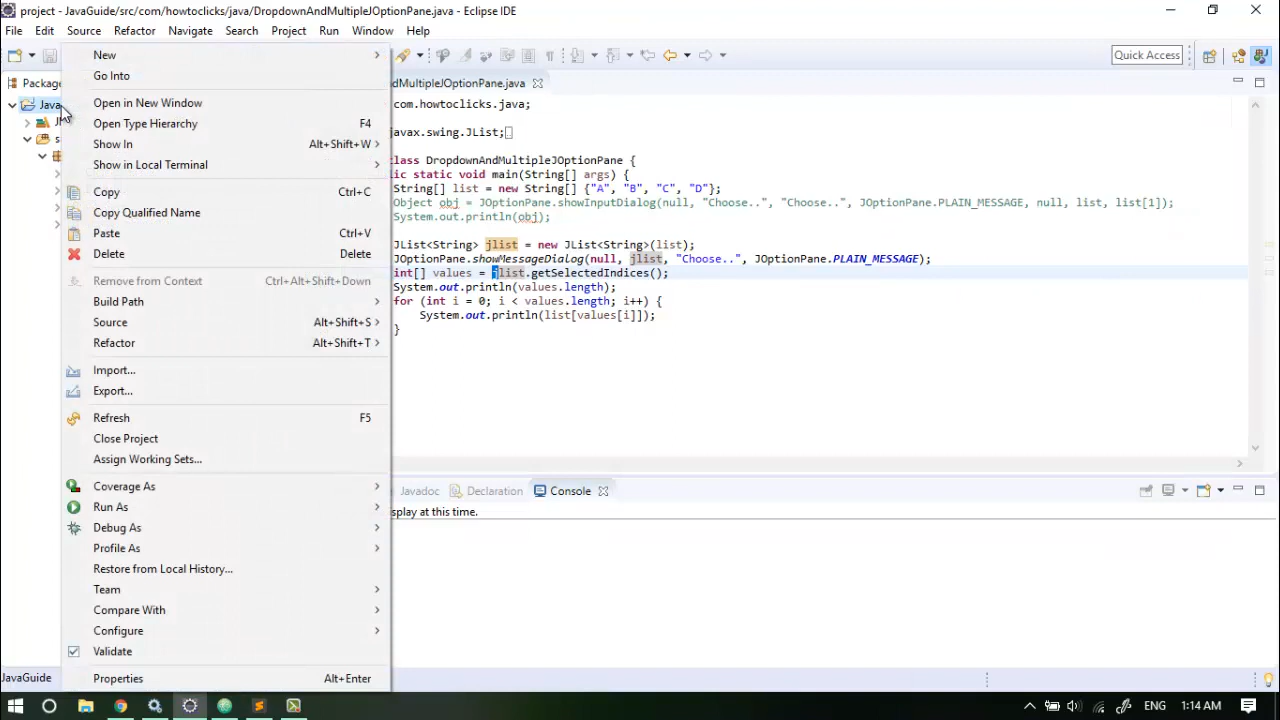 project - JavaGuide/src/com/howtoclicks/java/DropdownAndMultipleJOptionPane.java - Eclipse IDE
File Edit Source Refactor Navigate Search Project Run Window Help
Quick Access
Package
dMultipleJOptionPane.java
Java
New
Go Into
Open in New Window
Open Type Hierarchy F4
Show In Alt+Shift+W
Show in Local Terminal
Copy Ctrl+C
Copy Qualified Name
Paste Ctrl+V
Delete Delete
Remove from Context Ctrl+Alt+Shift+Down
Build Path
Source Alt+Shift+S
Refactor Alt+Shift+T
Import...
Export...
Refresh F5
Close Project
Assign Working Sets...
Coverage As
Run As
Debug As
Profile As
Restore from Local History...
Team
Compare With
Configure
Validate
Properties Alt+Enter
com.howtoclicks.java;
javax.swing.JList;
class DropdownAndMultipleJOptionPane {
lic static void main(String[] args) {
String[] list = new String[] {"A", "B", "C", "D"};
Object obj = JOptionPane.showInputDialog(null, "Choose..", "Choose..", JOptionPane.PLAIN_MESSAGE, null, list, list[1]);
System.out.println(obj);
JList<String> jlist = new JList<String>(list);
JOptionPane.showMessageDialog(null, jlist, "Choose..", JOptionPane.PLAIN_MESSAGE);
int[] values = jlist.getSelectedIndices();
System.out.println(values.length);
for (int i = 0; i < values.length; i++) {
System.out.println(list[values[i]]);
}
Javadoc Declaration Console
splay at this time.
JavaGuide
ENG 1:14 AM